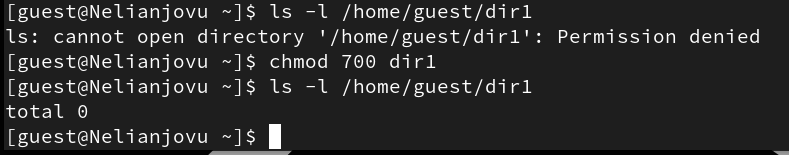 [guest@Nelianjovu ~]$ ls -l /home/guest/dir1
ls: cannot open directory '/home/guest/dir1': Permission denied
[guest@Nelianjovu ~]$ chmod 700 dir1
[guest@Nelianjovu ~]$ ls -l /home/guest/dir1
total 0
[guest@Nelianjovu ~]$